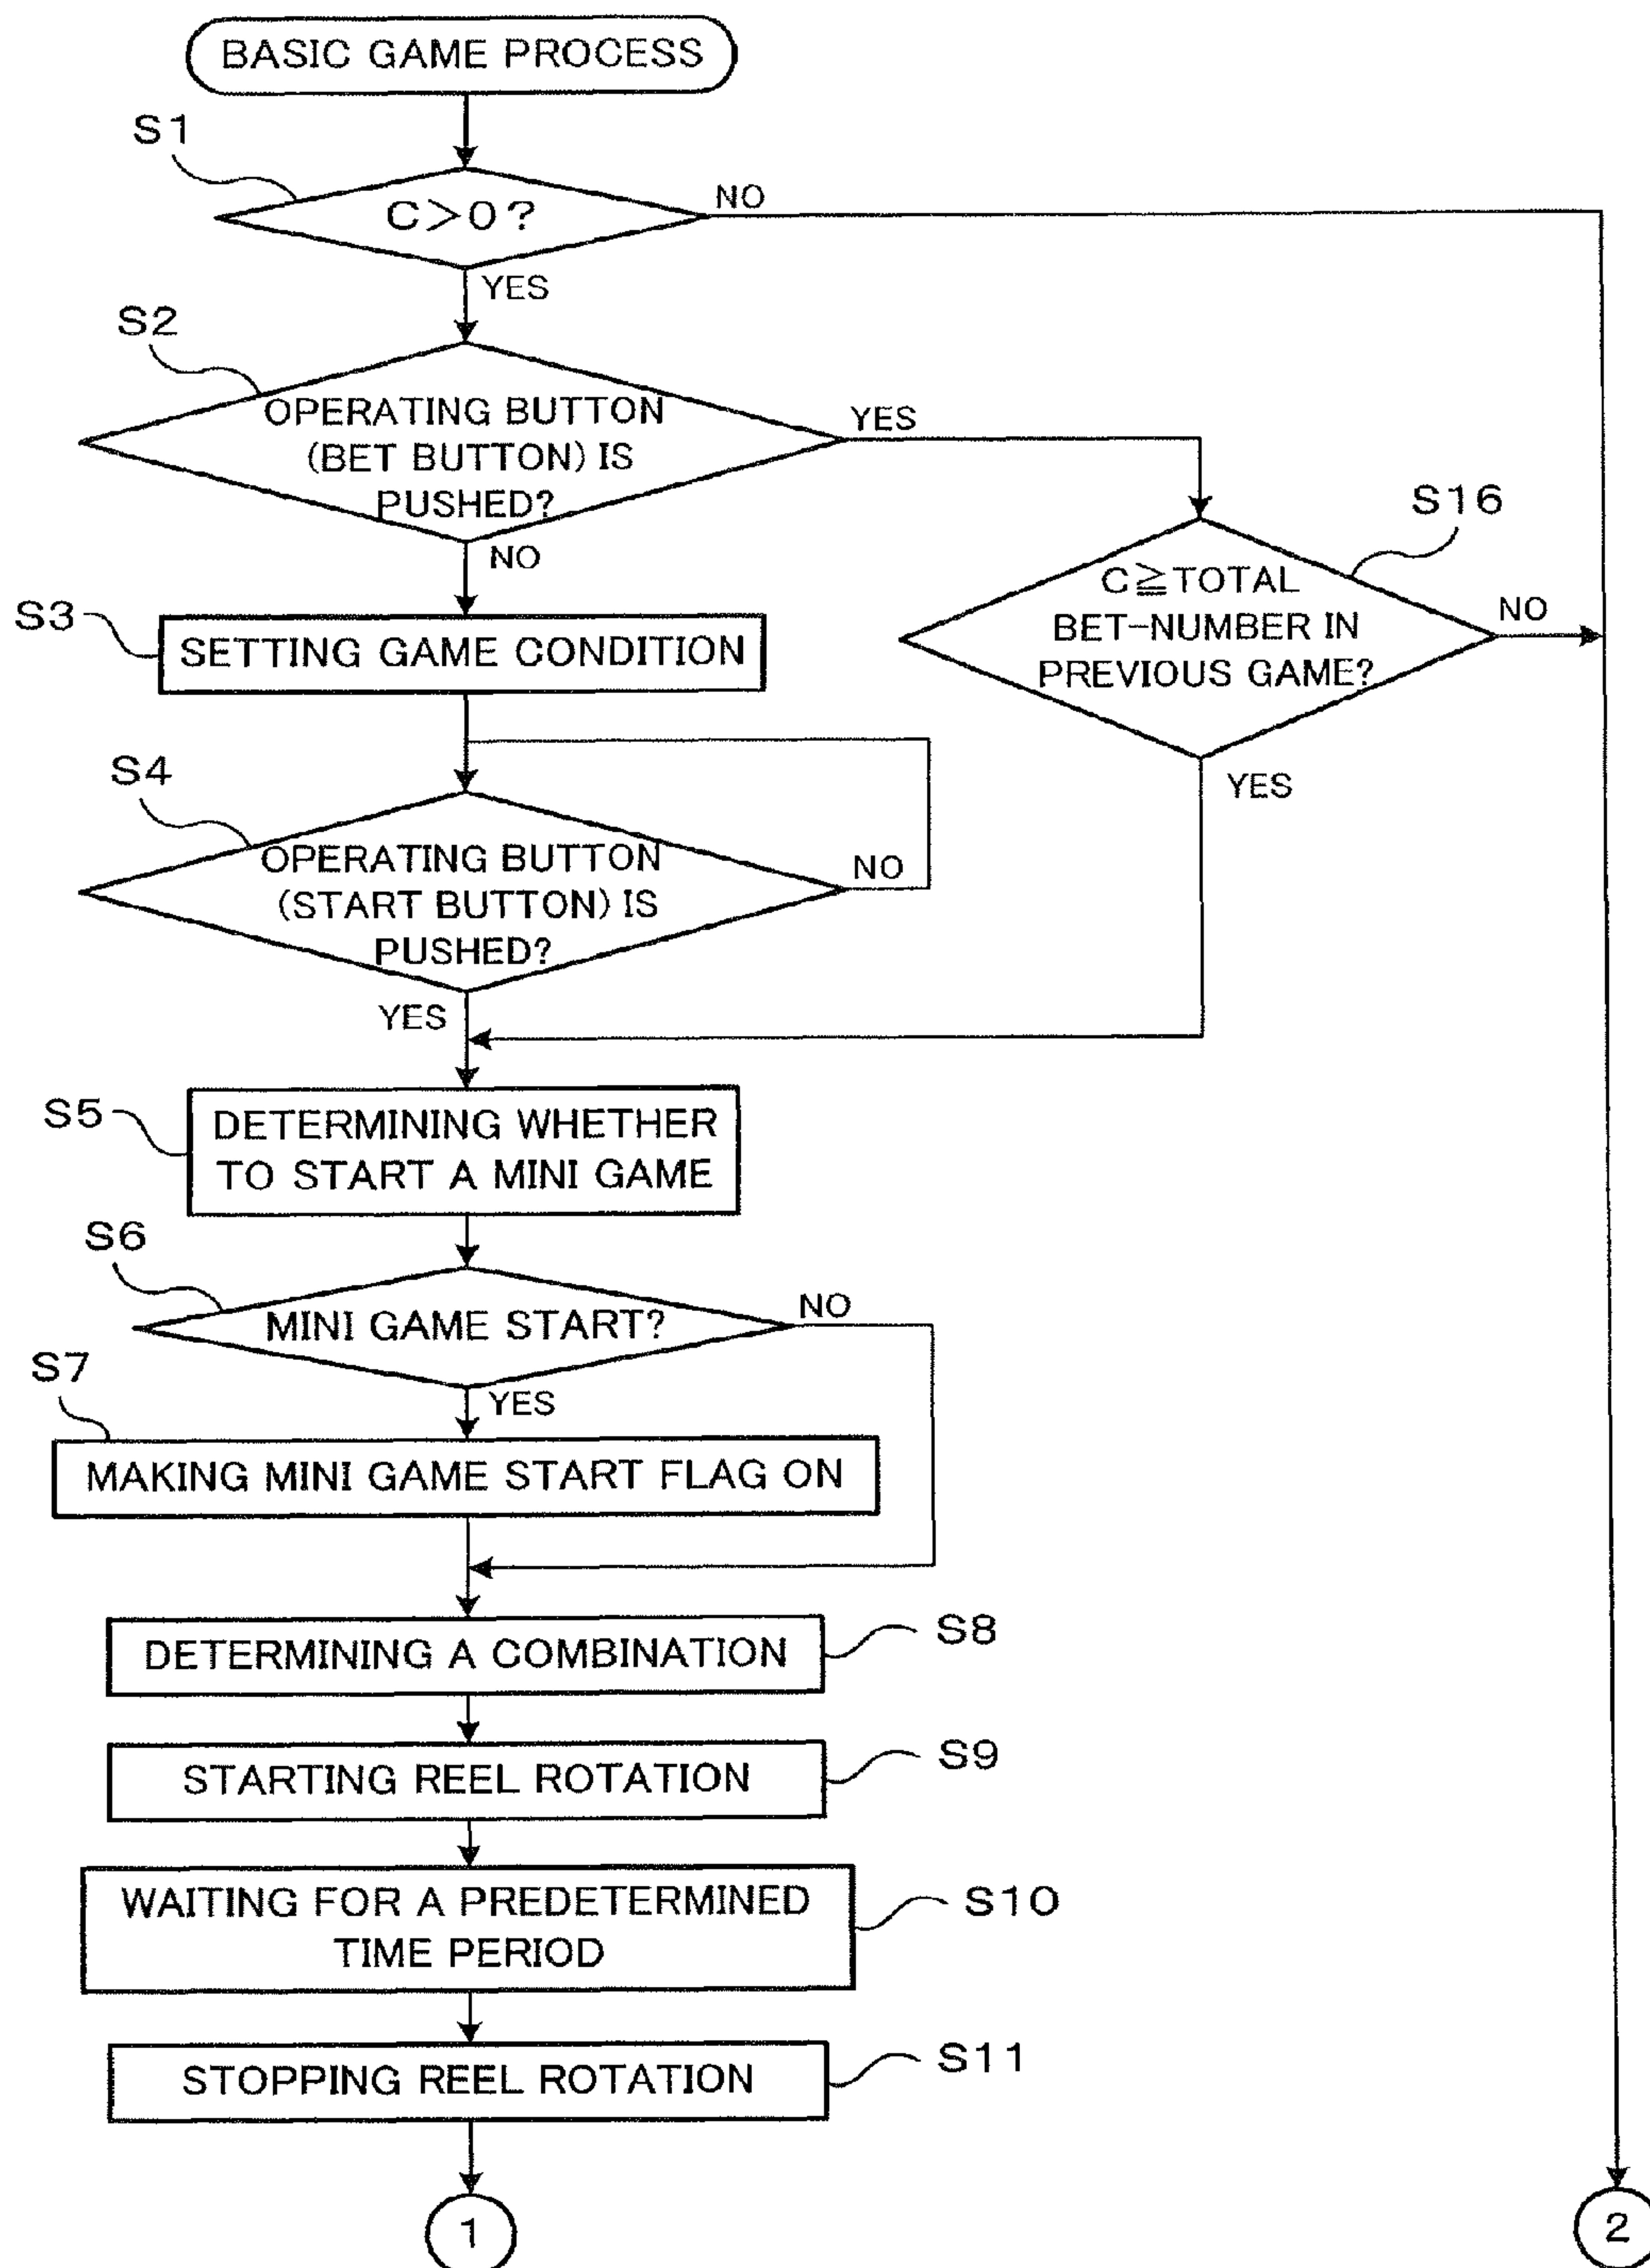 BASIC GAME PROCESS
S1
C>0?
NO
YES
S2
OPERATING BUTTON
(BET BUTTON) IS
PUSHED?
YES
NO
S16
C≧TOTAL
BET-NUMBER IN
PREVIOUS GAME?
NO
YES
S3
SETTING GAME CONDITION
S4
OPERATING BUTTON
(START BUTTON) IS
PUSHED?
NO
YES
S5
DETERMINING WHETHER
TO START A MINI GAME
S6
MINI GAME START?
NO
YES
S7
MAKING MINI GAME START FLAG ON
DETERMINING A COMBINATION
S8
STARTING REEL ROTATION
S9
WAITING FOR A PREDETERMINED
TIME PERIOD
S10
STOPPING REEL ROTATION
S11
1
2